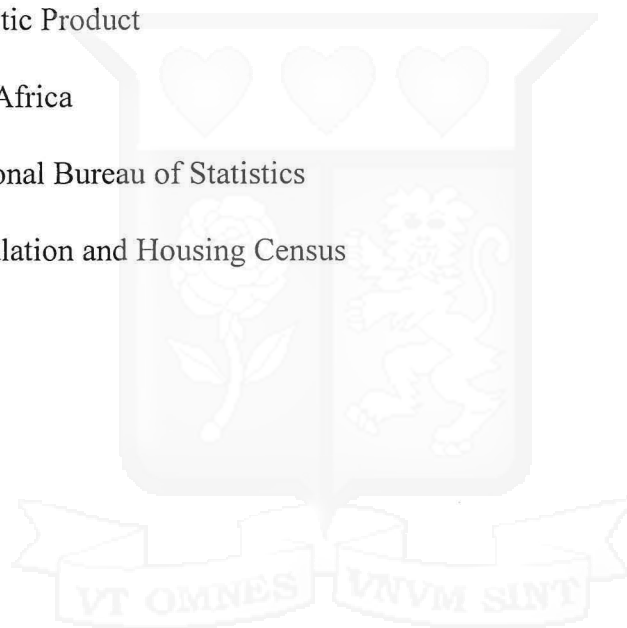 tic Product
Africa
onal Bureau of Statistics
lation and Housing Census
VT OMNES VNVM SINT